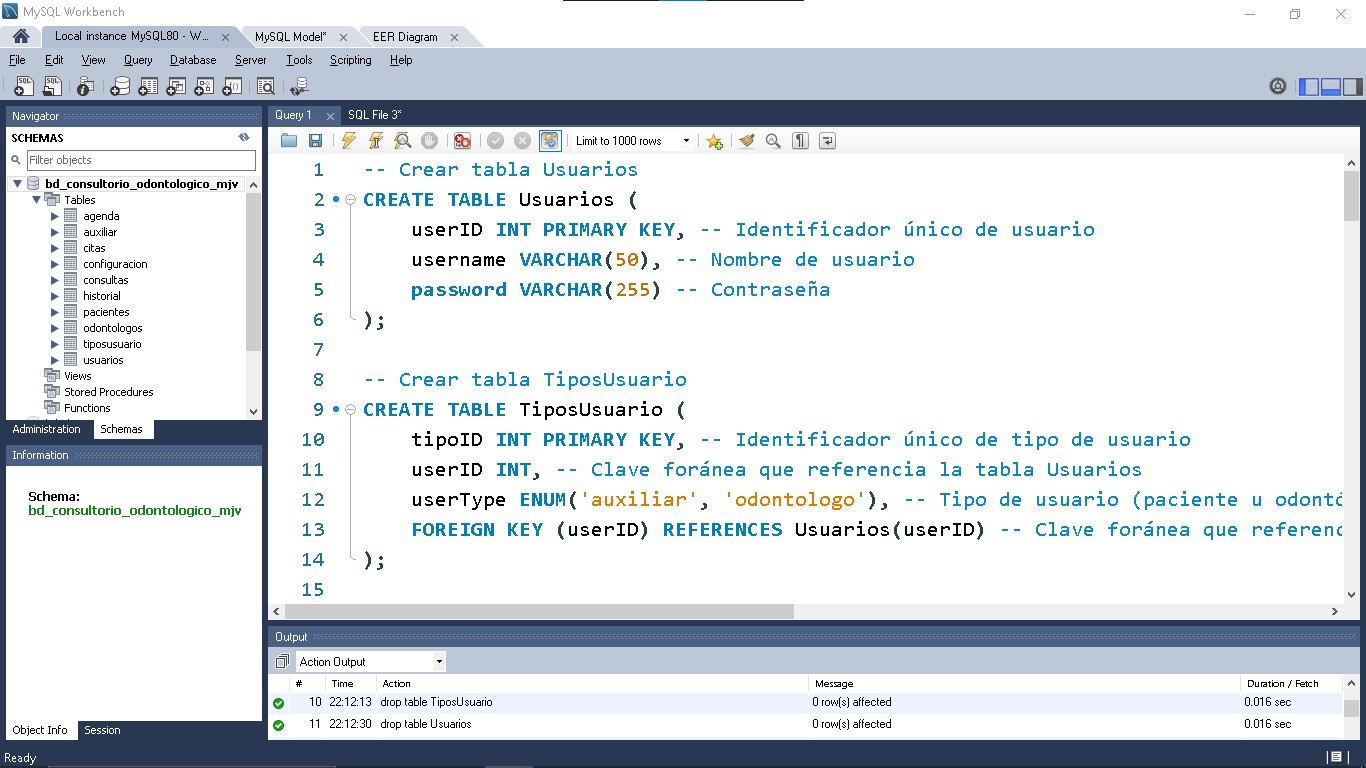 MySQL Workbench
Local instance MySQL80 - W... MySQL Model* EER Diagram
File Edit View Query Database Server Tools Scripting Help
Navigator
SCHEMAS
Filter objects
bd_consultorio_odontologico_mjv
Tables
agenda
auxiliar
citas
configuracion
consultas
historial
pacientes
odontologos
tiposusuario
usuarios
Views
Stored Procedures
Functions
Administration Schemas
Information
Schema:
bd_consultorio_odontologico_mjv
Object Info Session
Query 1 SQL File 3*
Limit to 1000 rows
1 -- Crear tabla Usuarios
2 CREATE TABLE Usuarios (
3 userID INT PRIMARY KEY, -- Identificador único de usuario
4 username VARCHAR(50), -- Nombre de usuario
5 password VARCHAR(255) -- Contraseña
6 );
7
8 -- Crear tabla TiposUsuario
9 CREATE TABLE TiposUsuario (
10 tipoID INT PRIMARY KEY, -- Identificador único de tipo de usuario
11 userID INT, -- Clave foránea que referencia la tabla Usuarios
12 userType ENUM('auxiliar', 'odontologo'), -- Tipo de usuario (paciente u odontó
13 FOREIGN KEY (userID) REFERENCES Usuarios(userID) -- Clave foránea que referenc
14 );
15
Output
Action Output
# Time Action Message Duration / Fetch
10 22:12:13 drop table TiposUsuario 0 row(s) affected 0.016 sec
11 22:12:30 drop table Usuarios 0 row(s) affected 0.016 sec
Ready